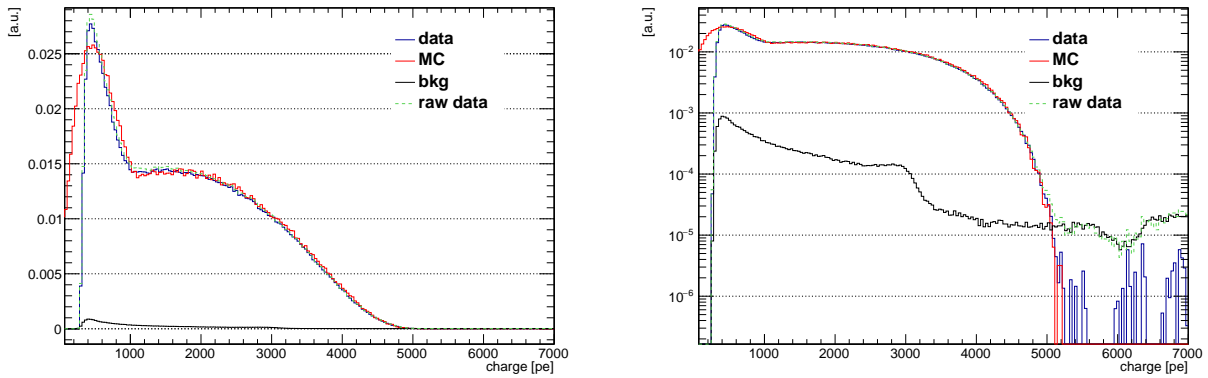 [a.u.]
0.025
0.02
0.015
0.01
0.005
0
data
MC
bkg
raw data
1000 2000 3000 4000 5000 6000 7000
charge [pe]
[a.u.]
10⁻²
10⁻³
10⁻⁴
10⁻⁵
10⁻⁶
data
MC
bkg
raw data
1000 2000 3000 4000 5000 6000 7000
charge [pe]